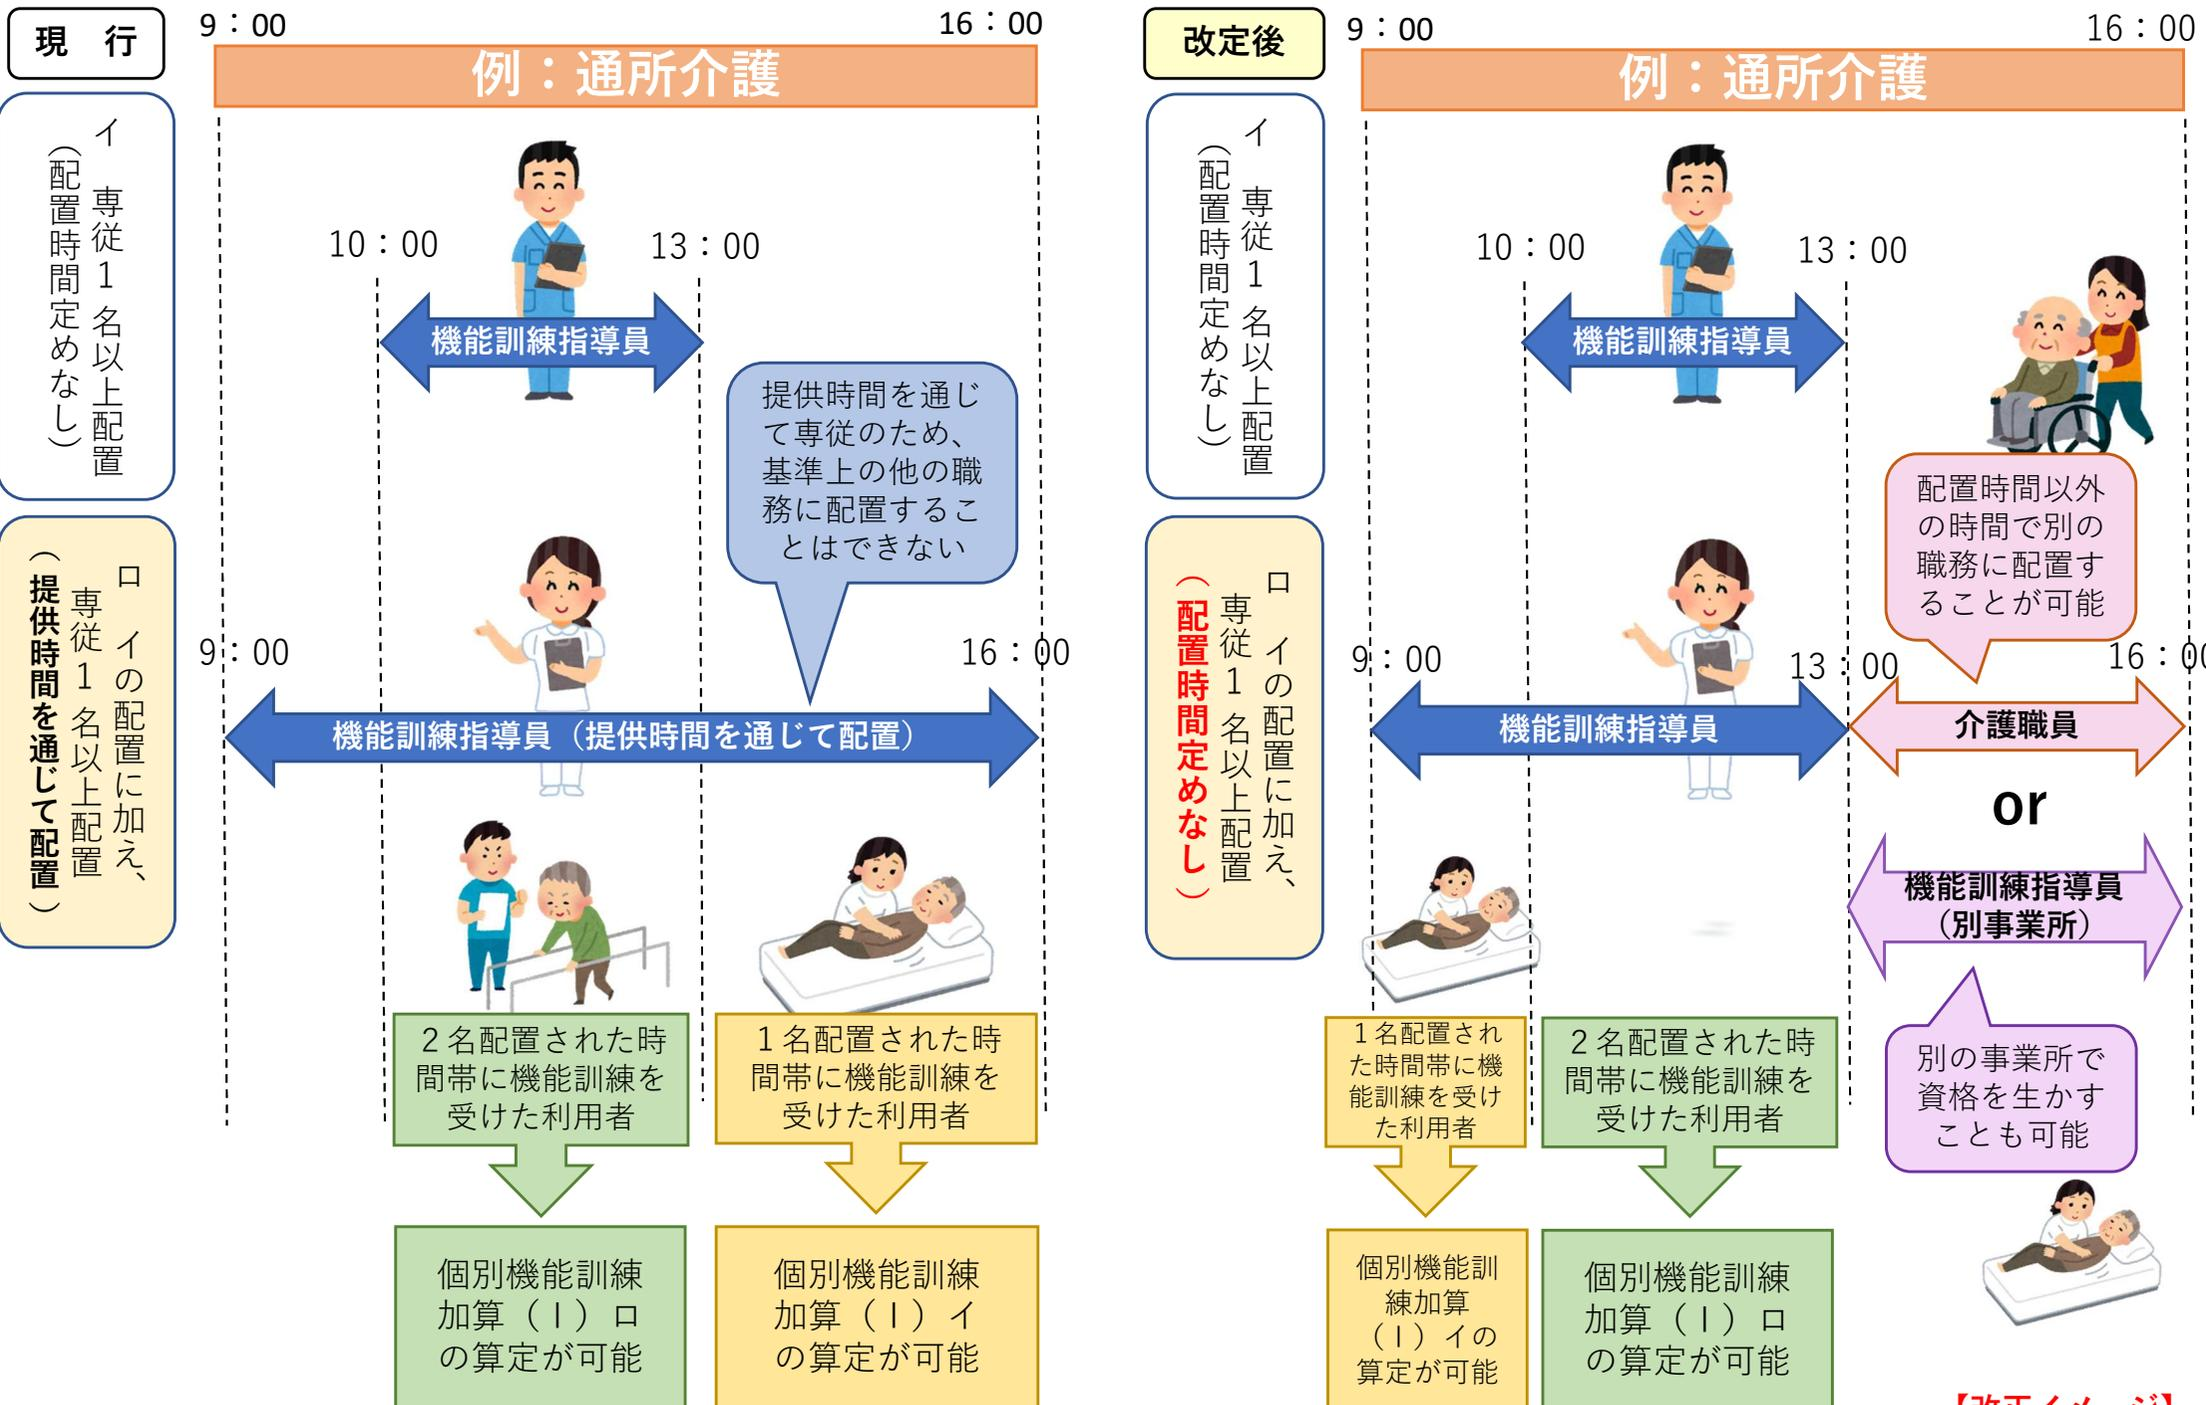 現　行
9：00
16：00
例：通所介護
イ　専従１名以上配置
（配置時間定めなし）
10：00
13：00
機能訓練指導員
提供時間を通じ
て専従のため、
基準上の他の職
務に配置するこ
とはできない
ロ　イの配置に加え、
専従１名以上配置
（提供時間を通じて配置）
9：00
16：00
機能訓練指導員（提供時間を通じて配置）
２名配置された時
間帯に機能訓練を
受けた利用者
１名配置された時
間帯に機能訓練を
受けた利用者
個別機能訓練
加算（Ⅰ）ロ
の算定が可能
個別機能訓練
加算（Ⅰ）イ
の算定が可能
改定後
9：00
16：00
例：通所介護
イ　専従１名以上配置
（配置時間定めなし）
10：00
13：00
機能訓練指導員
配置時間以外
の時間で別の
職務に配置す
ることが可能
ロ　イの配置に加え、
専従１名以上配置
（配置時間定めなし）
9：00
13：00
16：00
機能訓練指導員
介護職員
or
機能訓練指導員
（別事業所）
別の事業所で
資格を生かす
ことも可能
１名配置され
た時間帯に機
能訓練を受け
た利用者
２名配置された時
間帯に機能訓練を
受けた利用者
個別機能訓
練加算
（Ⅰ）イの
算定が可能
個別機能訓練
加算（Ⅰ）ロ
の算定が可能
【改正イメージ】